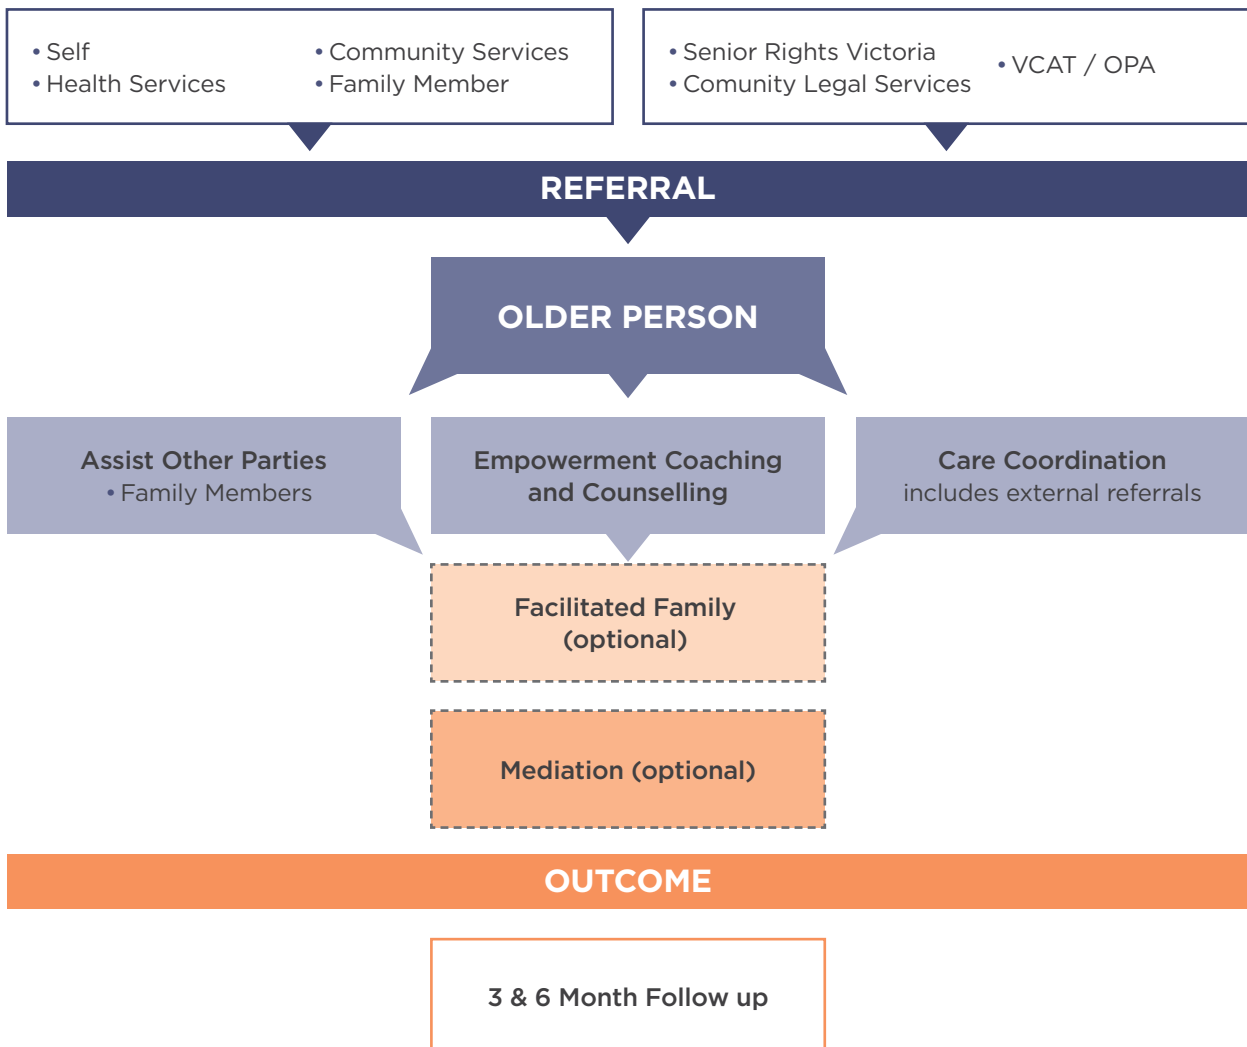 • Self
• Health Services
• Community Services
• Family Member
• Senior Rights Victoria
• Comunity Legal Services
• VCAT / OPA
REFERRAL
OLDER PERSON
Assist Other Parties
• Family Members
Empowerment Coaching
and Counselling
Care Coordination
includes external referrals
Facilitated Family
(optional)
Mediation (optional)
OUTCOME
3 & 6 Month Follow up